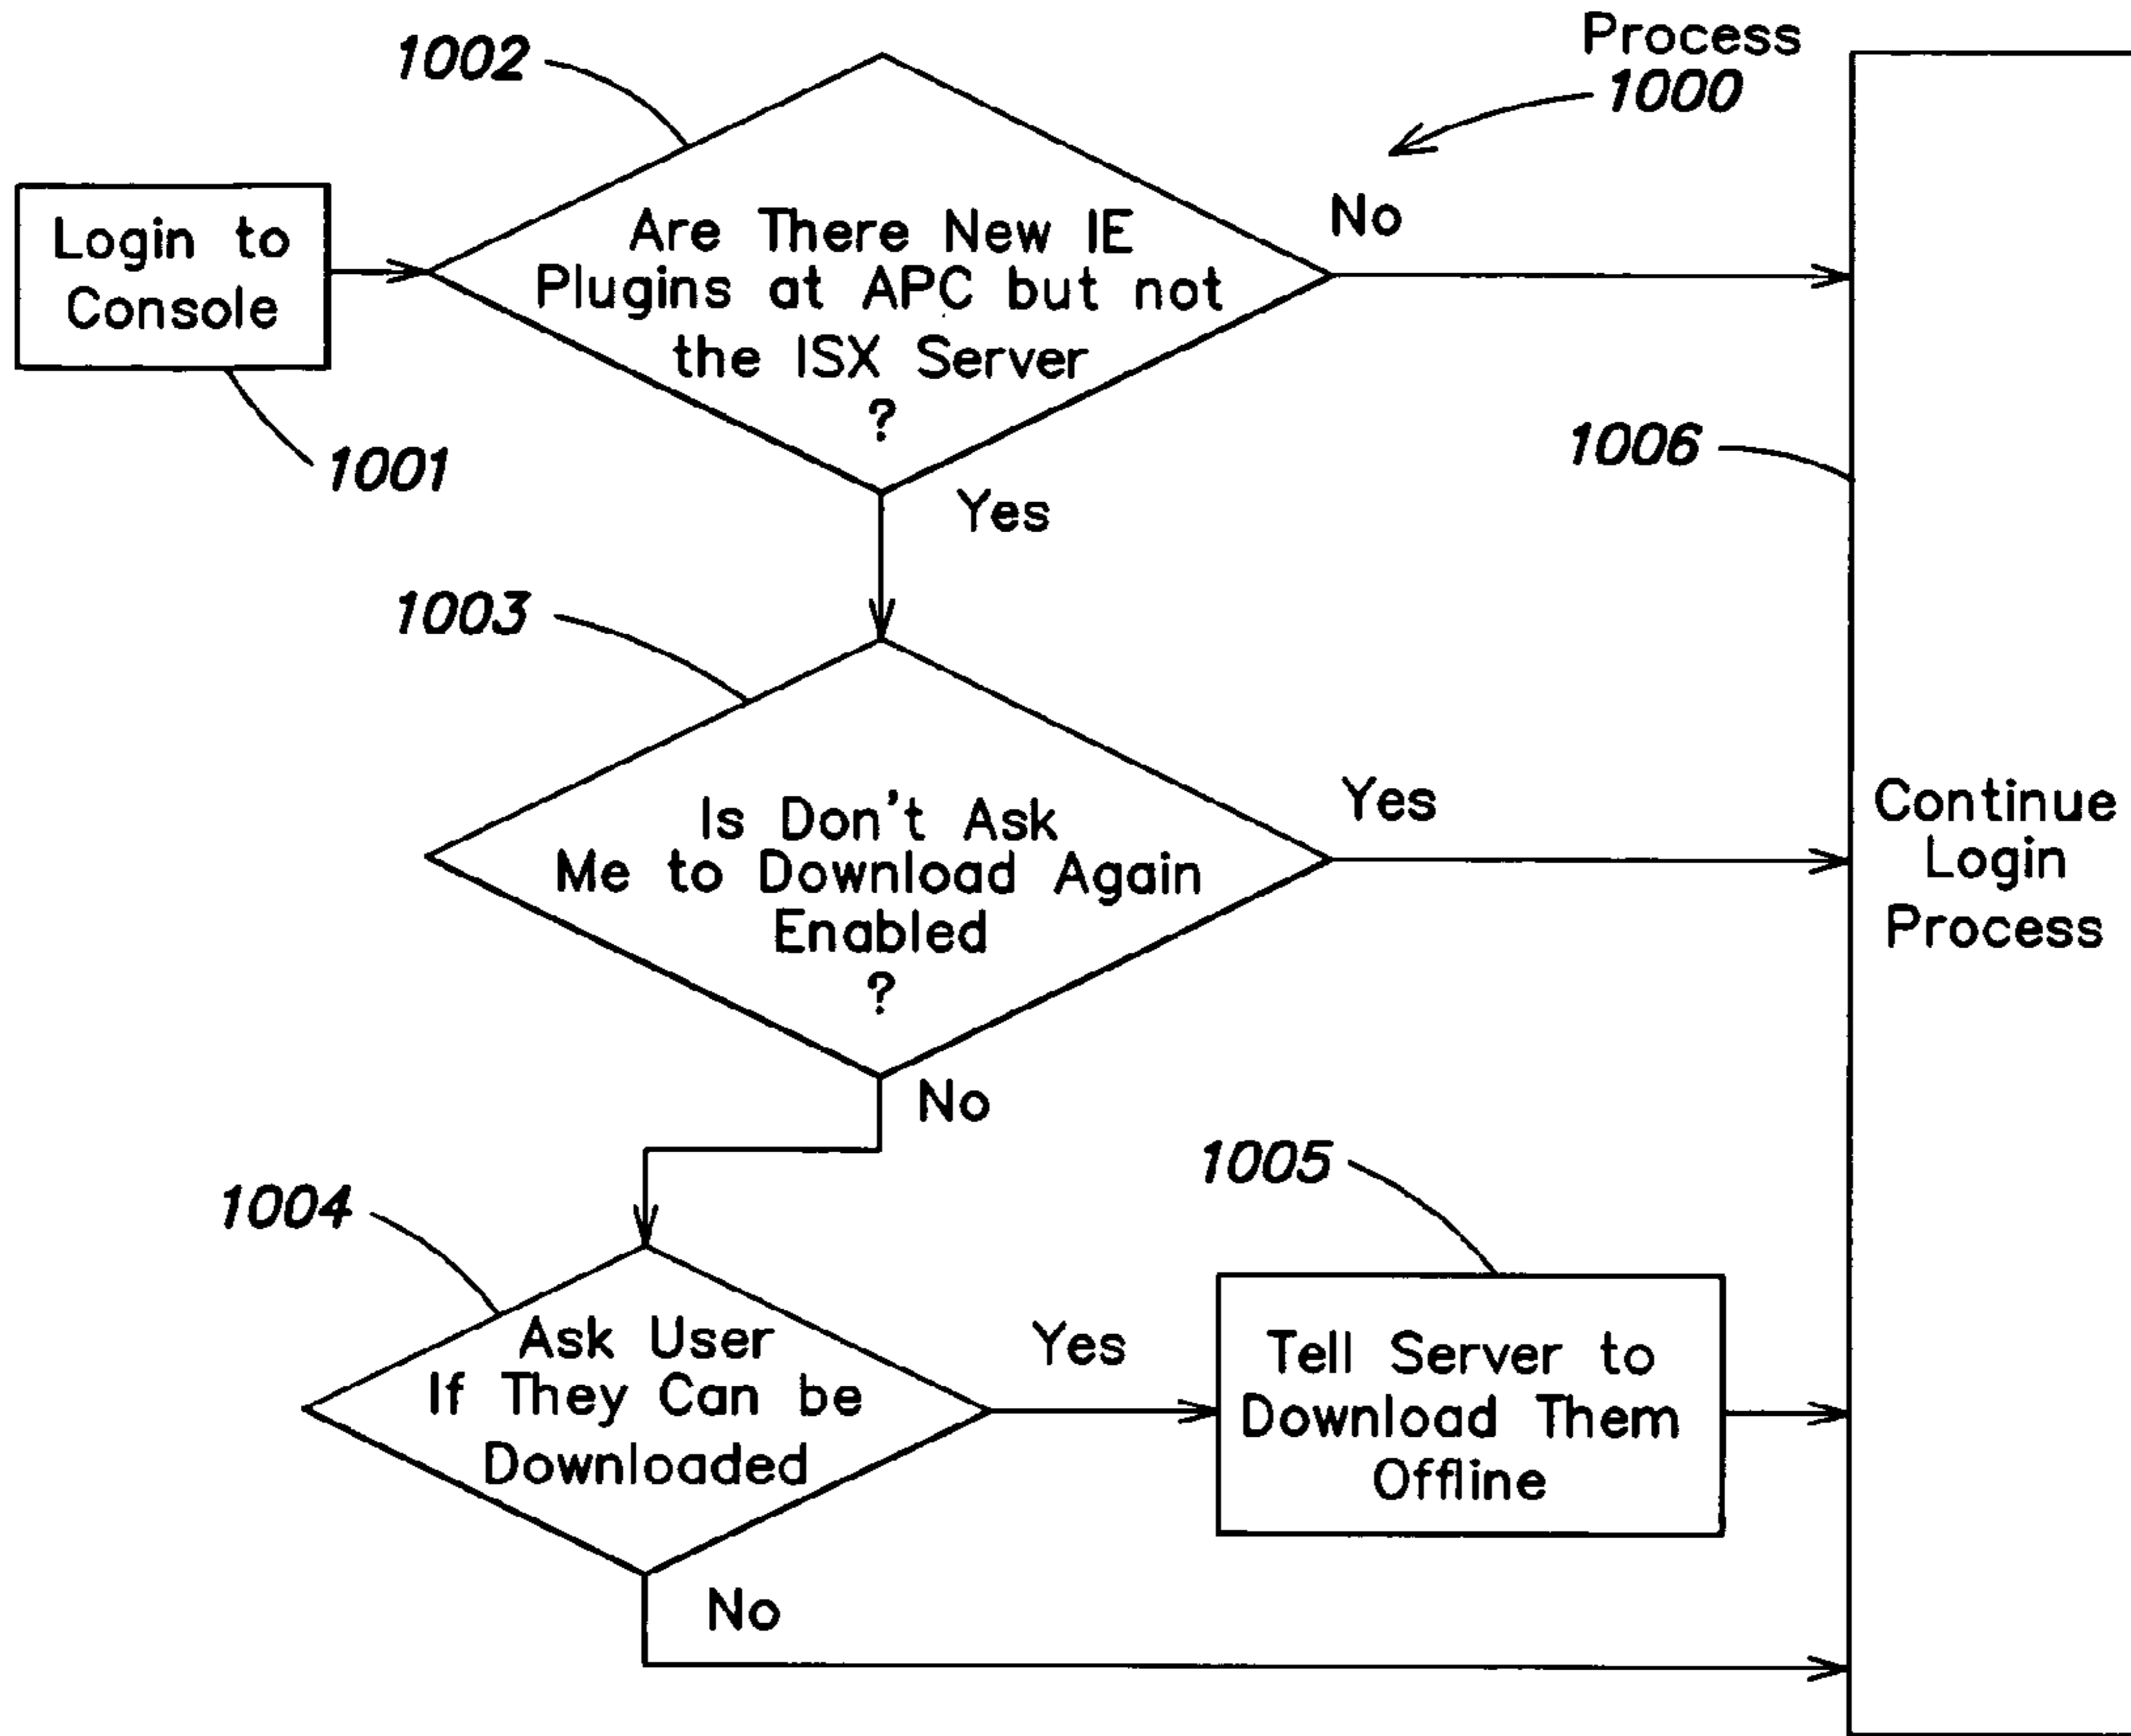 Process
1000
1002
Login to
Console
1001
Are There New IE
Plugins at APC but not
the ISX Server
?
No
Yes
1006
1003
Is Don't Ask
Me to Download Again
Enabled
?
Yes
No
Continue
Login
Process
1004
Ask User
If They Can be
Downloaded
Yes
No
1005
Tell Server to
Download Them
Offline